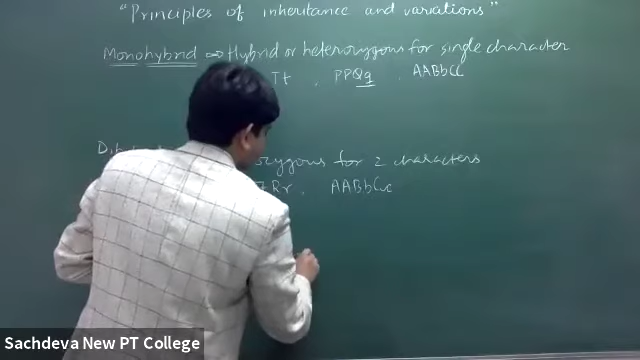 "Principles of inheritance and variations"
Monohybrid ⇒ Hybrid or heterozygous for single character
Tt , PPQq , AABbCC
for 2 characters
Rr , AABbCc
Sachdeva New PT College